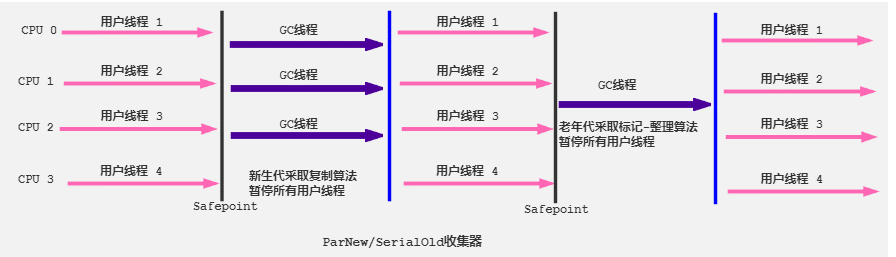 CPU 0
用户线程 1
GC线程
用户线程 1
用户线程 1
CPU 1
用户线程 2
GC线程
用户线程 2
GC线程
用户线程 2
CPU 2
用户线程 3
GC线程
用户线程 3
老年代采取标记-整理算法
暂停所有用户线程
用户线程 3
CPU 3
用户线程 4
新生代采取复制算法
暂停所有用户线程
用户线程 4
用户线程 4
Safepoint
Safepoint
ParNew/SerialOld收集器